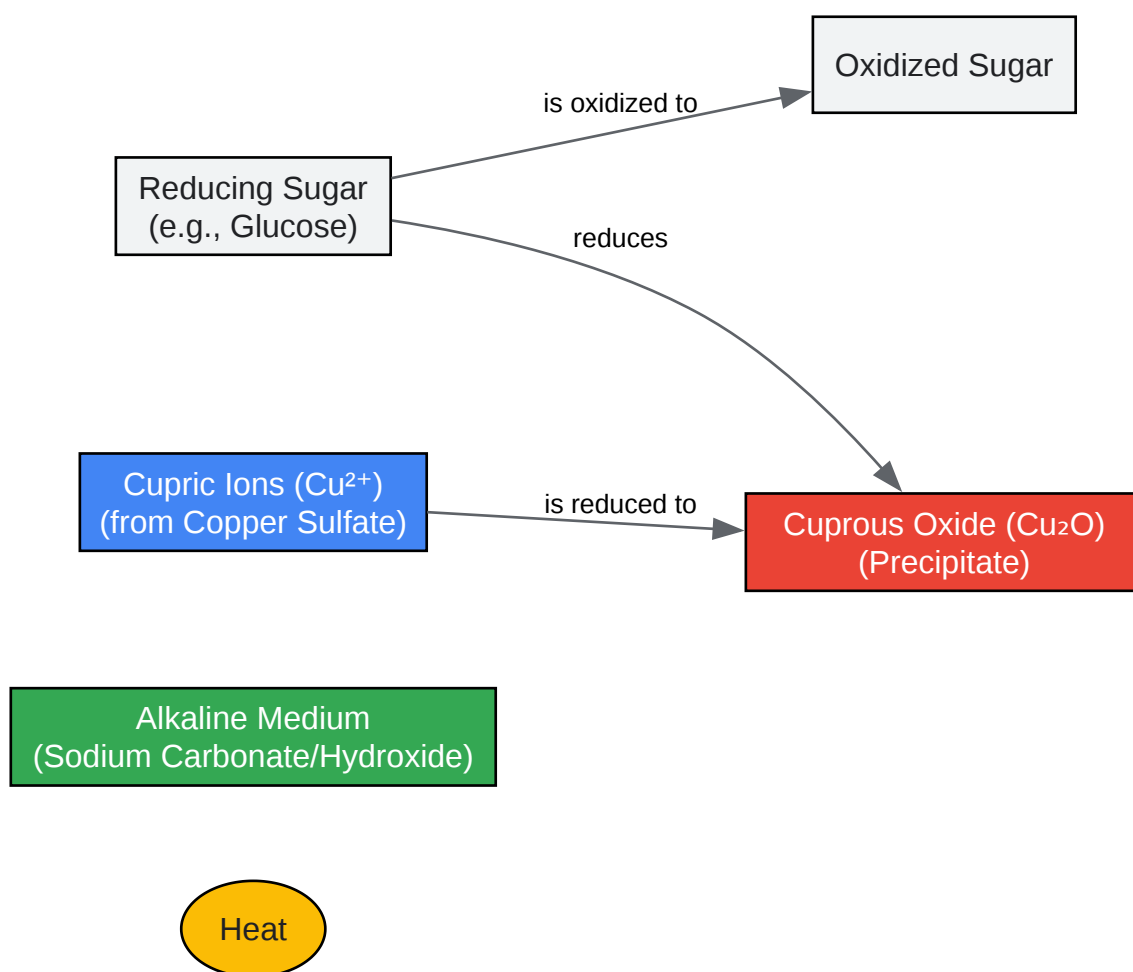 Oxidized Sugar
is oxidized to
Reducing Sugar
(e.g., Glucose)
reduces
Cupric Ions (Cu²⁺)
(from Copper Sulfate)
is reduced to
Cuprous Oxide (Cu₂O)
(Precipitate)
Alkaline Medium
(Sodium Carbonate/Hydroxide)
Heat